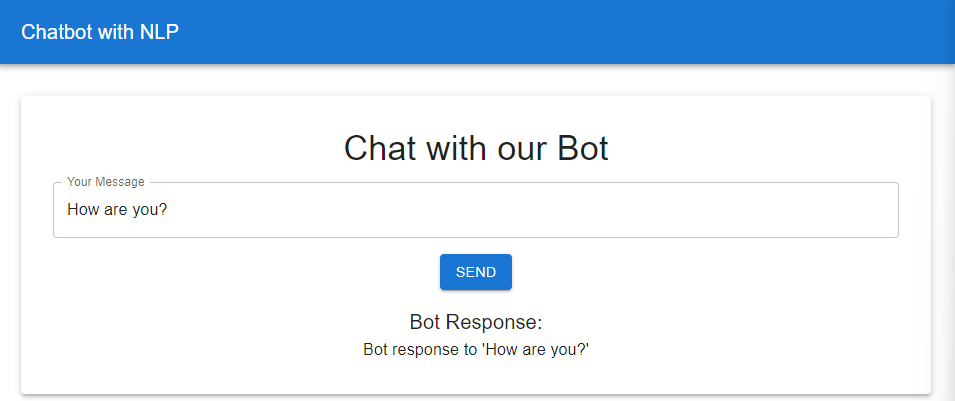 Chatbot with NLP
Chat with our Bot
Your Message
How are you?
SEND
Bot Response:
Bot response to 'How are you?'